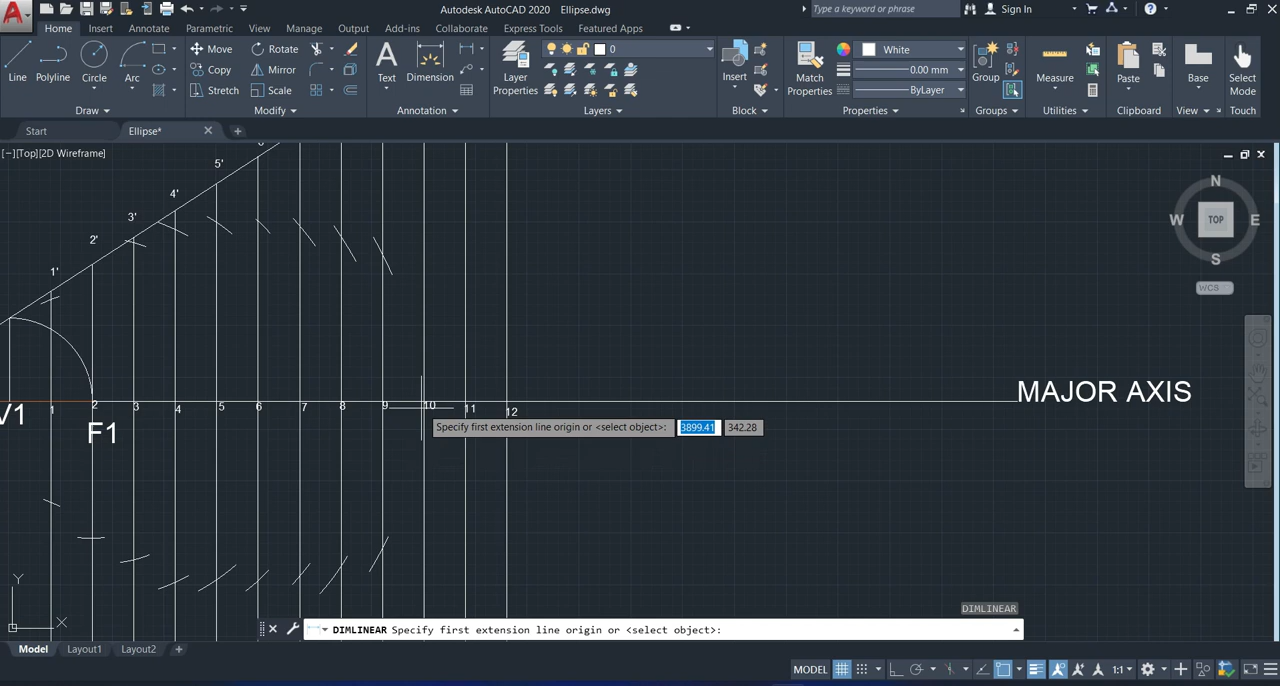 Autodesk AutoCAD 2020 Ellipse.dwg
Type a keyword or phrase
Sign In
Home Insert Annotate Parametric View Manage Output Add-ins Collaborate Express Tools Featured Apps
Line Polyline Circle Arc
Move Rotate
Copy Mirror
Stretch Scale
Text Dimension
Layer
Properties
0
Insert
Match
Properties
White
0.00 mm
ByLayer
Group
Measure
Paste
Base
Select
Mode
Draw Modify Annotation Layers Block Properties Groups Utilities Clipboard View Touch
Start Ellipse*
[−][Top][2D Wireframe]
N
W TOP E
S
WCS
5'
4'
3'
2'
1'
MAJOR AXIS
V1 1 2 3 4 5 6 7 8 9 10 11 12
F1
Specify first extension line origin or <select object>: 3899.41 342.28
Y
X
DIMLINEAR
DIMLINEAR Specify first extension line origin or <select object>:
Model Layout1 Layout2
MODEL 1:1